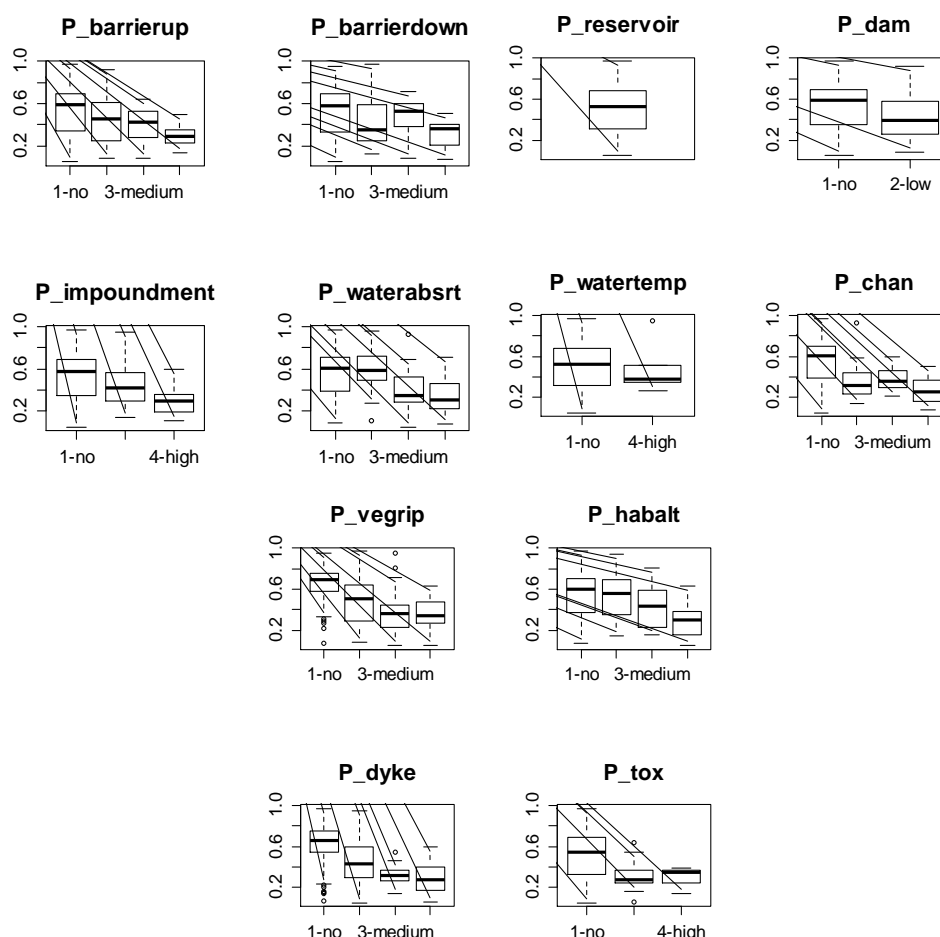 P_barrierup P_barrierdown P_reservoir P_dam
0.2 0.6 1.0 0.2 0.6 1.0 0.2 0.6 1.0 0.2 0.6 1.0
1-no 3-medium 1-no 3-medium 1-no 2-low
P_impoundment P_waterabsrt P_watertemp P_chan
0.2 0.6 1.0 0.2 0.6 1.0 0.2 0.6 1.0 0.2 0.6 1.0
1-no 4-high 1-no 3-medium 1-no 4-high 1-no 3-medium
P_vegrip P_habalt
0.2 0.6 1.0 0.2 0.6 1.0
1-no 3-medium 1-no 3-medium
P_dyke P_tox
0.2 0.6 1.0 0.2 0.6 1.0
1-no 3-medium 1-no 4-high